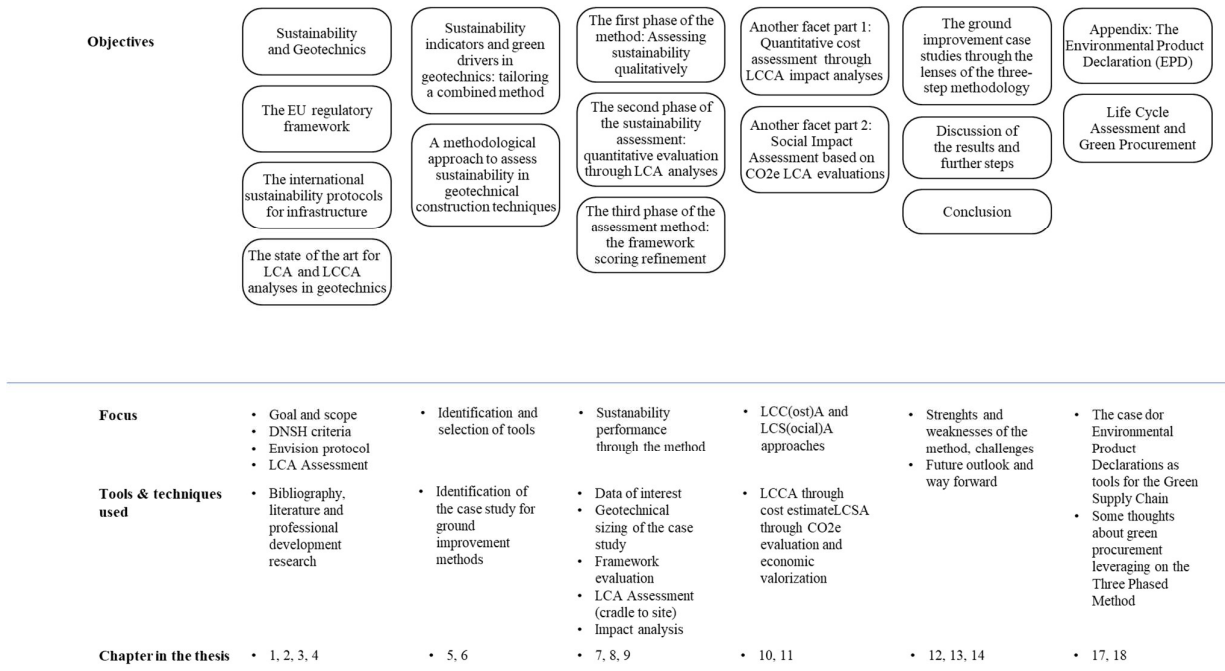 Objectives
Sustainability
and Geotechnics
The EU regulatory
framework
The international
sustainability protocols
for infrastructure
The state of the art for
LCA and LCCA
analyses in geotechnics
Sustainability
indicators and green
drivers in
geotechnics: tailoring
a combined method
A methodological
approach to assess
sustainability in
geotechnical
construction techniques
The first phase of the
method: Assessing
sustainability
qualitatively
The second phase of
the sustainability
assessment:
quantitative evaluation
through LCA analyses
The third phase of the
assessment method:
the framework
scoring refinement
Another facet part 1:
Quantitative cost
assessment through
LCCA impact analyses
Another facet part 2:
Social Impact
Assessment based on
CO2e LCA evaluations
The ground
improvement case
studies through the
lenses of the three-
step methodology
Discussion of
the results and
further steps
Conclusion
Appendix: The
Environmental Product
Declaration (EPD)
Life Cycle
Assessment and
Green Procurement
Focus
• Goal and scope
• DNSH criteria
• Envision protocol
• LCA Assessment
• Identification and
selection of tools
• Sustanability
performance
through the method
• LCC(ost)A and
LCS(ocial)A
approaches
• Strenghts and
weaknesses of the
method, challenges
• Future outlook and
way forward
• The case dor
Environmental
Product
Declarations as
tools for the Green
Supply Chain
• Some thoughts
about green
procurement
leveraging on the
Three Phased
Method
Tools & techniques
used
• Bibliography,
literature and
professional
development
research
• Identification of
the case study for
ground
improvement
methods
• Data of interest
• Geotechnical
sizing of the case
study
• Framework
evaluation
• LCA Assessment
(cradle to site)
• Impact analysis
• LCCA through
cost estimateLCSA
through CO2e
evaluation and
economic
valorization
Chapter in the thesis
• 1, 2, 3, 4
• 5, 6
• 7, 8, 9
• 10, 11
• 12, 13, 14
• 17, 18